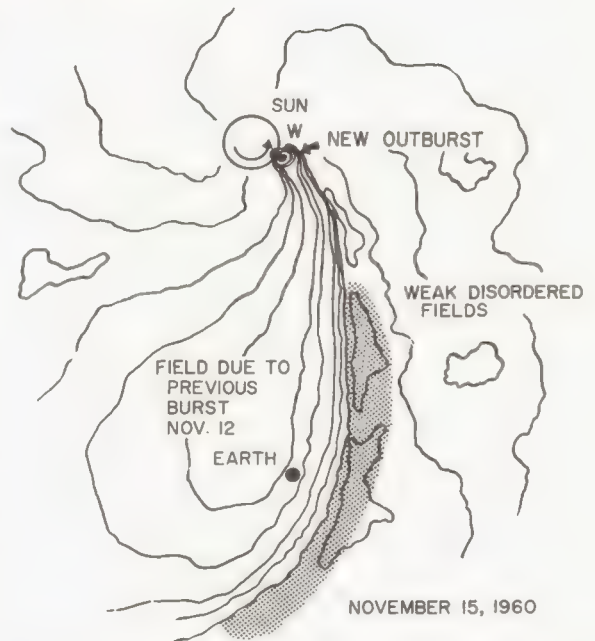 SUN
W
NEW OUTBURST
WEAK DISORDERED
FIELDS
FIELD DUE TO
PREVIOUS
BURST
NOV. 12
EARTH
NOVEMBER 15, 1960